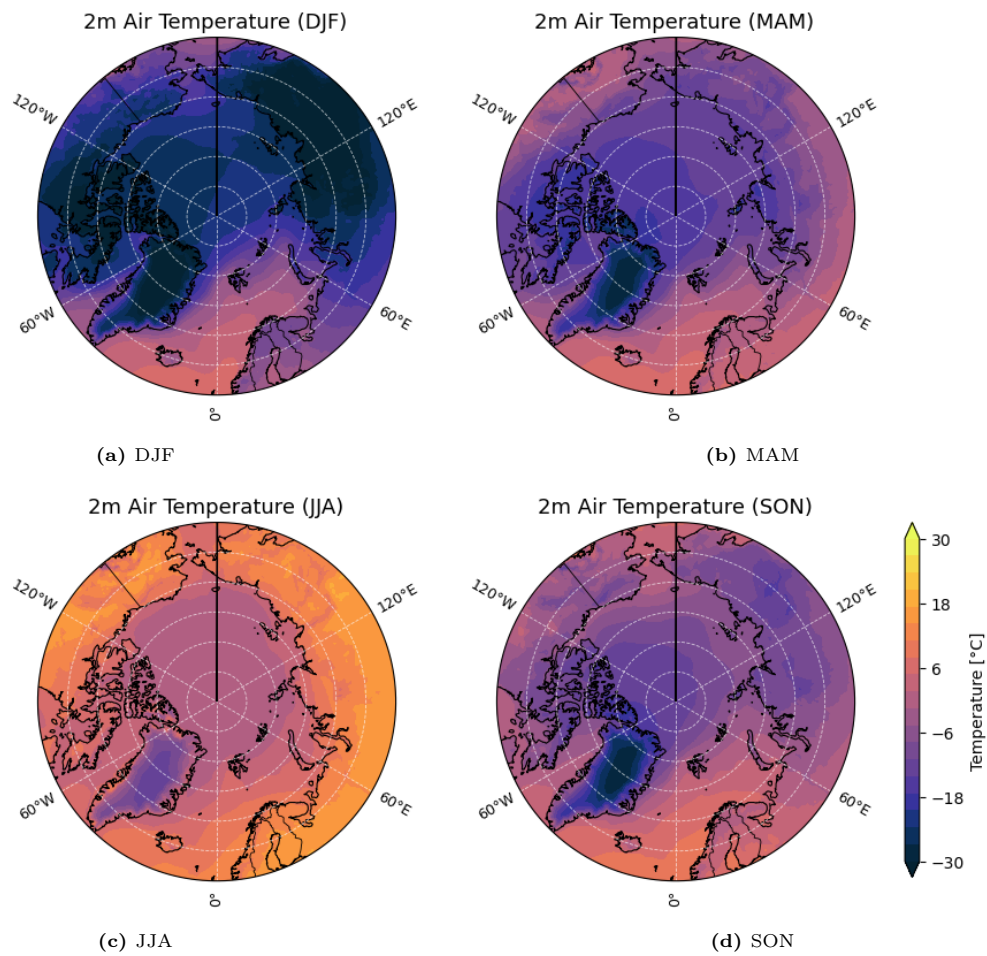 2m Air Temperature (DJF)
120°W
120°E
60°W
60°E
0°
(a) DJF
2m Air Temperature (MAM)
120°W
120°E
60°W
60°E
0°
(b) MAM
2m Air Temperature (JJA)
120°W
120°E
60°W
60°E
0°
(c) JJA
2m Air Temperature (SON)
120°W
120°E
60°W
60°E
0°
(d) SON
30
18
6
−6
−18
−30
Temperature [°C]